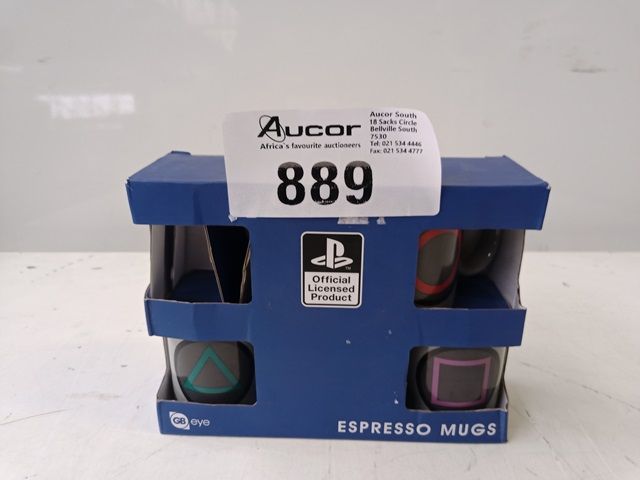 Aucor
Africa's favourite auctioneers
Aucor South
18 Sacks Circle
Bellville South
7530
Tel: 021 534 4446
Fax: 021 534 4777
889
TM
Official
Licensed
Product
GB eye
ESPRESSO MUGS